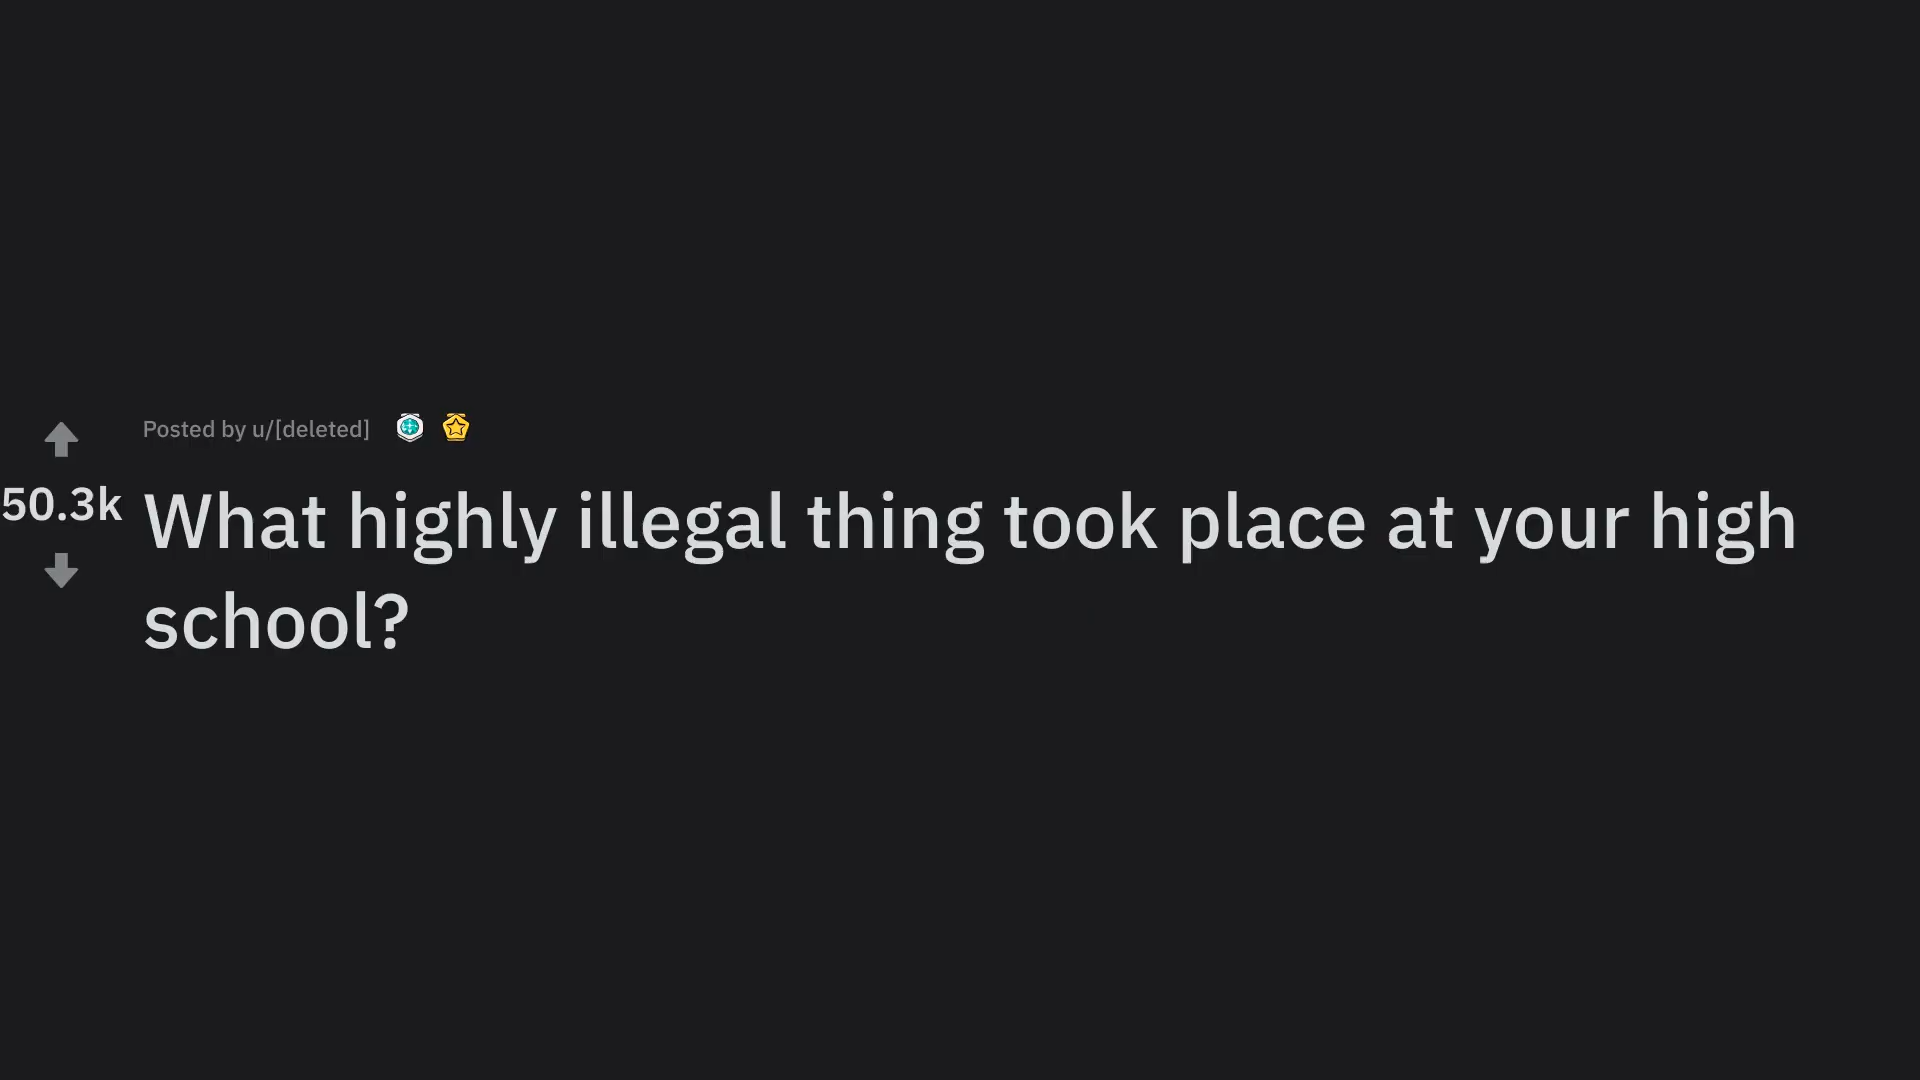 Posted by u/[deleted]
50.3k
What highly illegal thing took place at your high
school?